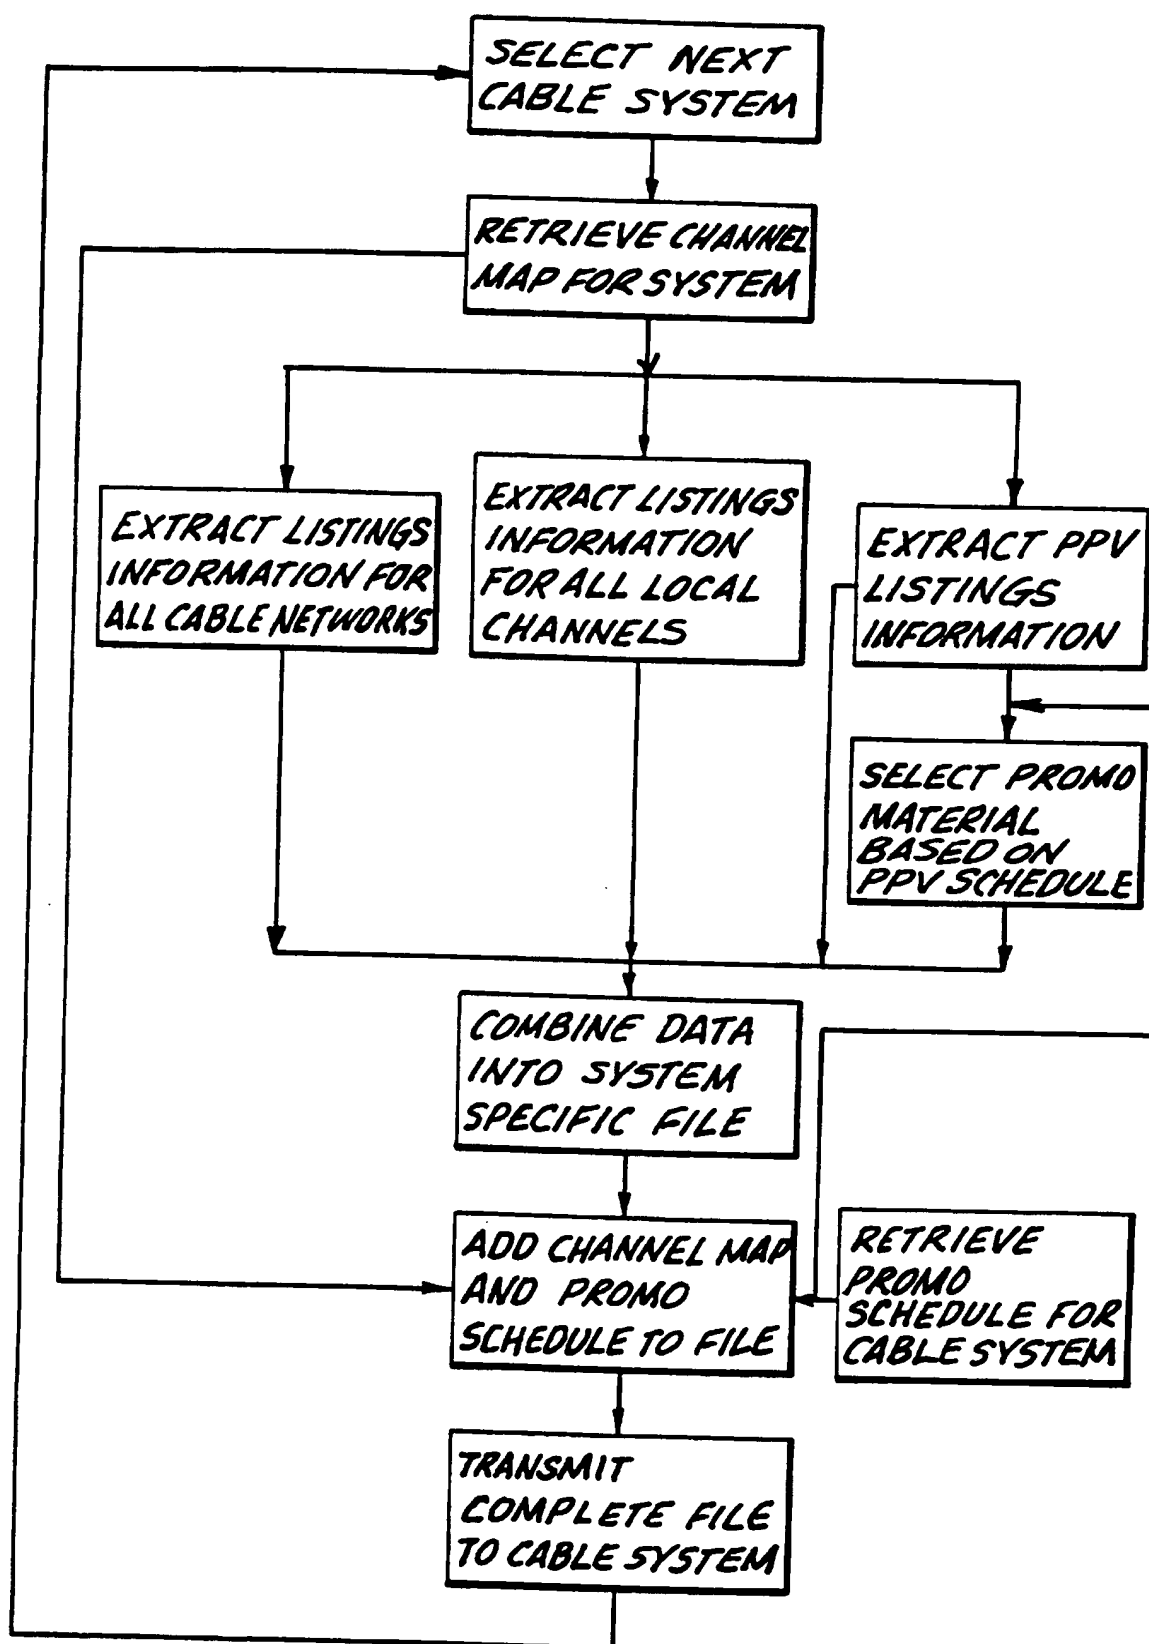 SELECT NEXT
CABLE SYSTEM
RETRIEVE CHANNEL
MAP FOR SYSTEM
EXTRACT LISTINGS
INFORMATION FOR
ALL CABLE NETWORKS
EXTRACT LISTINGS
INFORMATION
FOR ALL LOCAL
CHANNELS
EXTRACT PPV
LISTINGS
INFORMATION
SELECT PROMO
MATERIAL
BASED ON
PPV SCHEDULE
COMBINE DATA
INTO SYSTEM
SPECIFIC FILE
ADD CHANNEL MAP
AND PROMO
SCHEDULE TO FILE
RETRIEVE
PROMO
SCHEDULE FOR
CABLE SYSTEM
TRANSMIT
COMPLETE FILE
TO CABLE SYSTEM